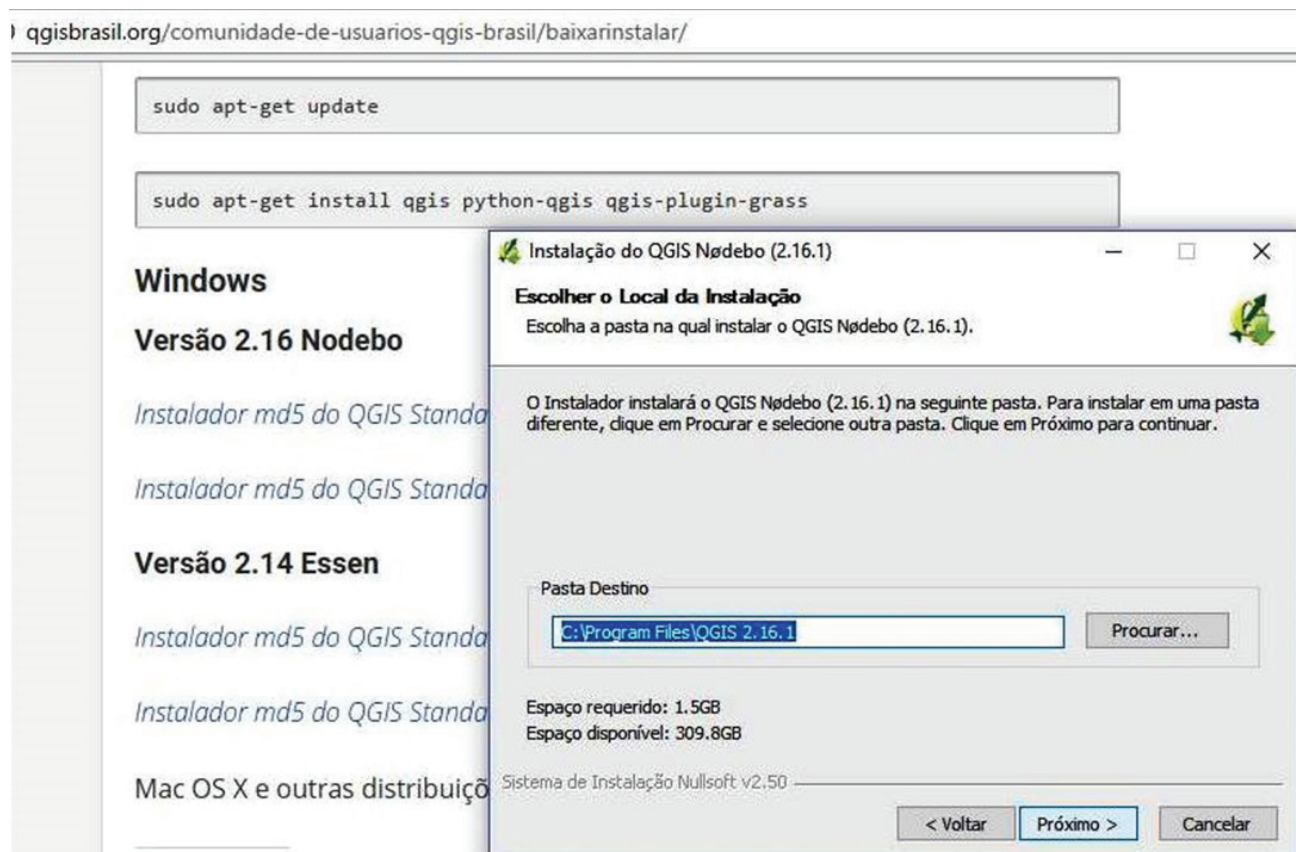 qgisbrasil.org/comunidade-de-usuarios-qgis-brasil/baixarinstalar/
sudo apt-get update
sudo apt-get install qgis python-qgis qgis-plugin-grass
Windows
Versão 2.16 Nodebo
Instalador md5 do QGIS Standa
Instalador md5 do QGIS Standa
Versão 2.14 Essen
Instalador md5 do QGIS Standa
Instalador md5 do QGIS Standa
Mac OS X e outras distribuiçõ
Instalação do QGIS Nødebo (2.16.1)
Escolher o Local da Instalação
Escolha a pasta na qual instalar o QGIS Nødebo (2.16.1).
O Instalador instalará o QGIS Nødebo (2.16.1) na seguinte pasta. Para instalar em uma pasta
diferente, clique em Procurar e selecione outra pasta. Clique em Próximo para continuar.
Pasta Destino
C:\Program Files\QGIS 2.16.1
Procurar...
Espaço requerido: 1.5GB
Espaço disponível: 309.8GB
Sistema de Instalação Nullsoft v2.50
< Voltar
Próximo >
Cancelar